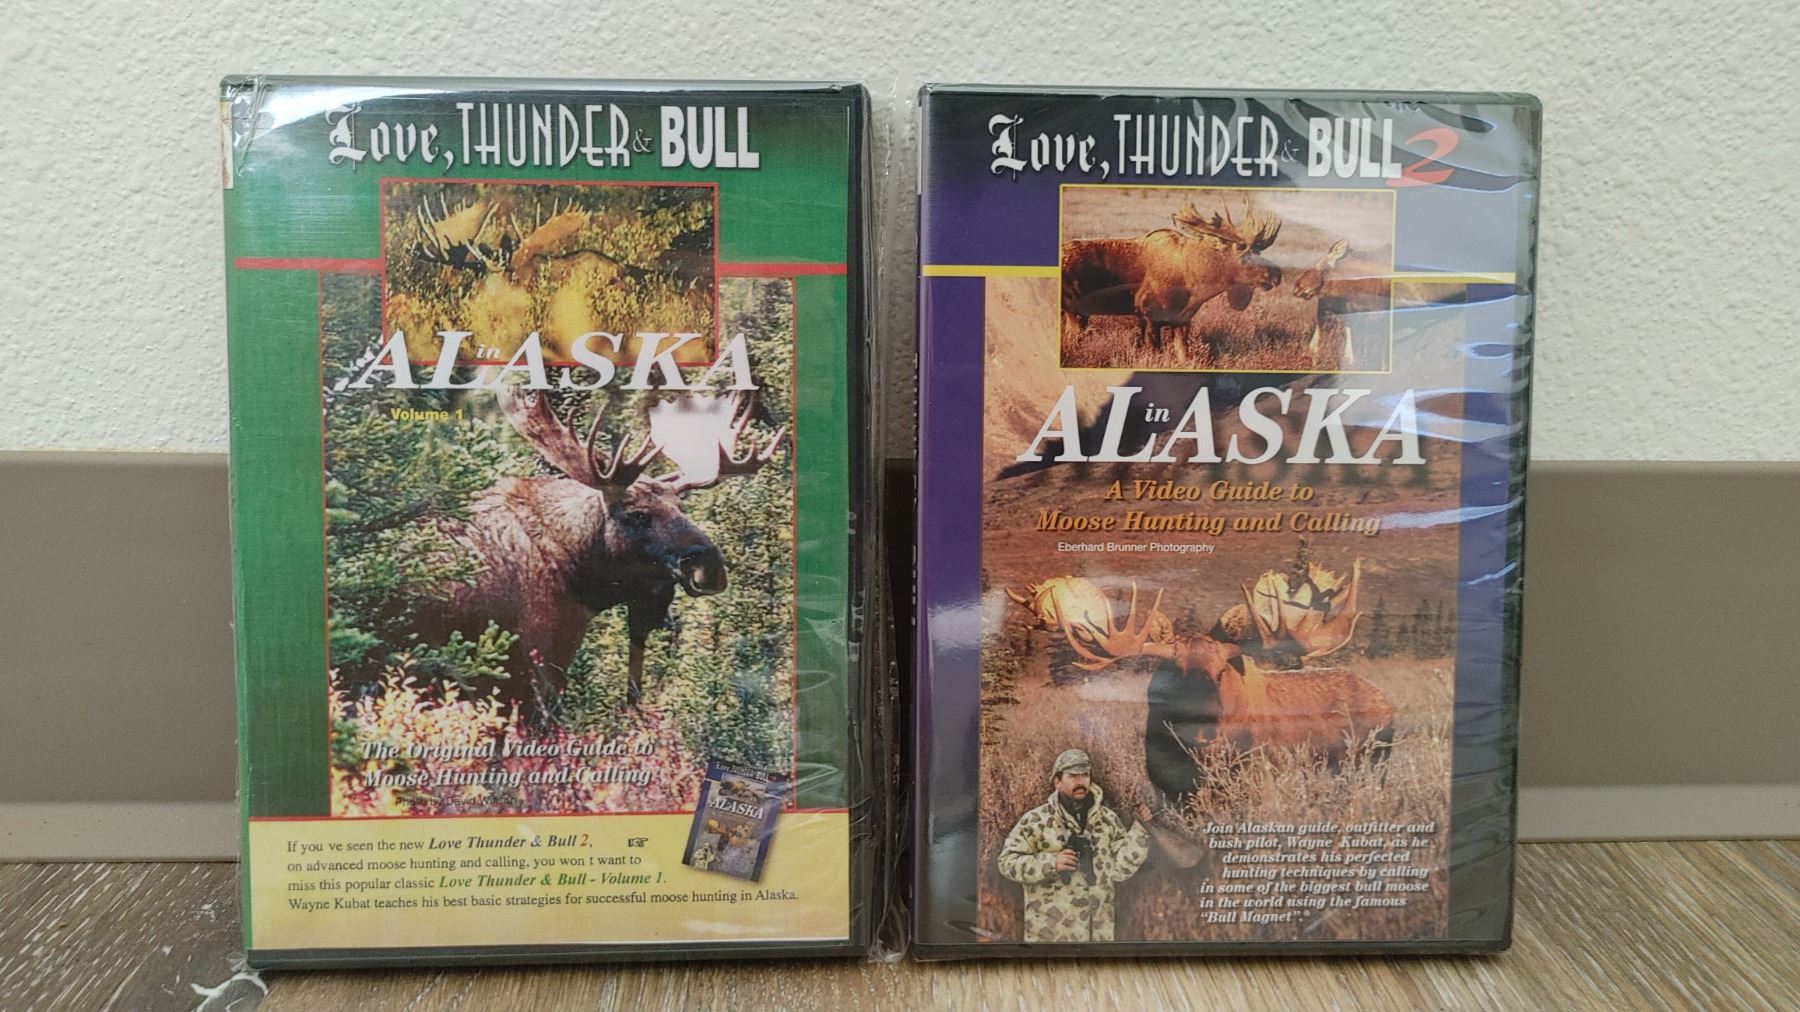 Love, THUNDER & BULL
in
ALASKA
Volume 1
The Original Video Guide to
Moose Hunting and Calling
Photo by David
If you ve seen the new Love Thunder & Bull 2,
on advanced moose hunting and calling, you won t want to
miss this popular classic Love Thunder & Bull - Volume 1.
Wayne Kubat teaches his best basic strategies for successful moose hunting in Alaska.
ALASKA
Love, THUNDER & BULL 2
in
ALASKA
A Video Guide to
Moose Hunting and Calling
Eberhard Brunner Photography
Join Alaskan guide, outfitter and
bush pilot, Wayne Kubat, as he
demonstrates his perfected
hunting techniques by calling
in some of the biggest bull moose
in the world using the famous
“Bull Magnet”.®